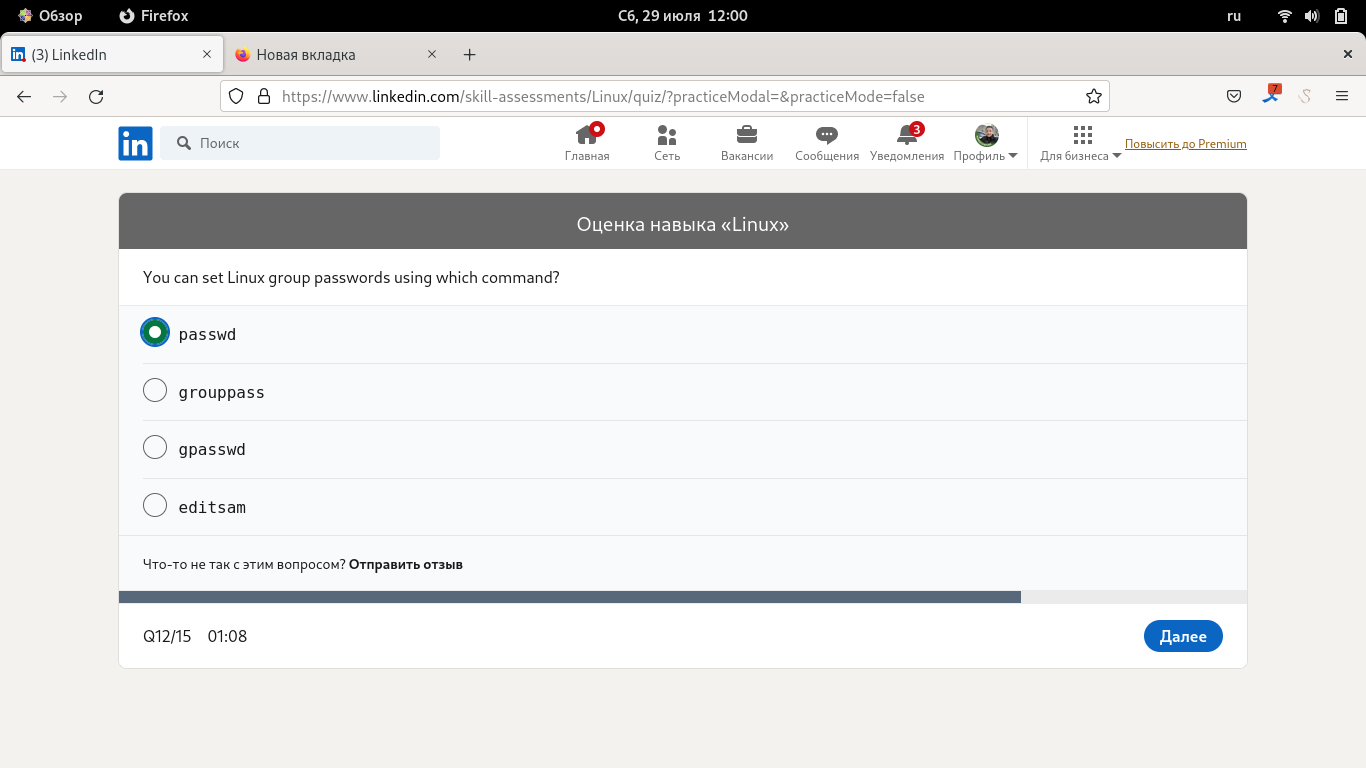 Обзор Firefox Сб, 29 июля 12:00 ru
(3) LinkedIn Новая вкладка
https://www.linkedin.com/skill-assessments/Linux/quiz/?practiceModal=&practiceMode=false 7
in Поиск Главная Сеть Вакансии Сообщения 3 Уведомления Профиль Для бизнеса Повысить до Premium
Оценка навыка «Linux»
You can set Linux group passwords using which command?
passwd
grouppass
gpasswd
editsam
Что-то не так с этим вопросом? Отправить отзыв
Q12/15 01:08 Далее